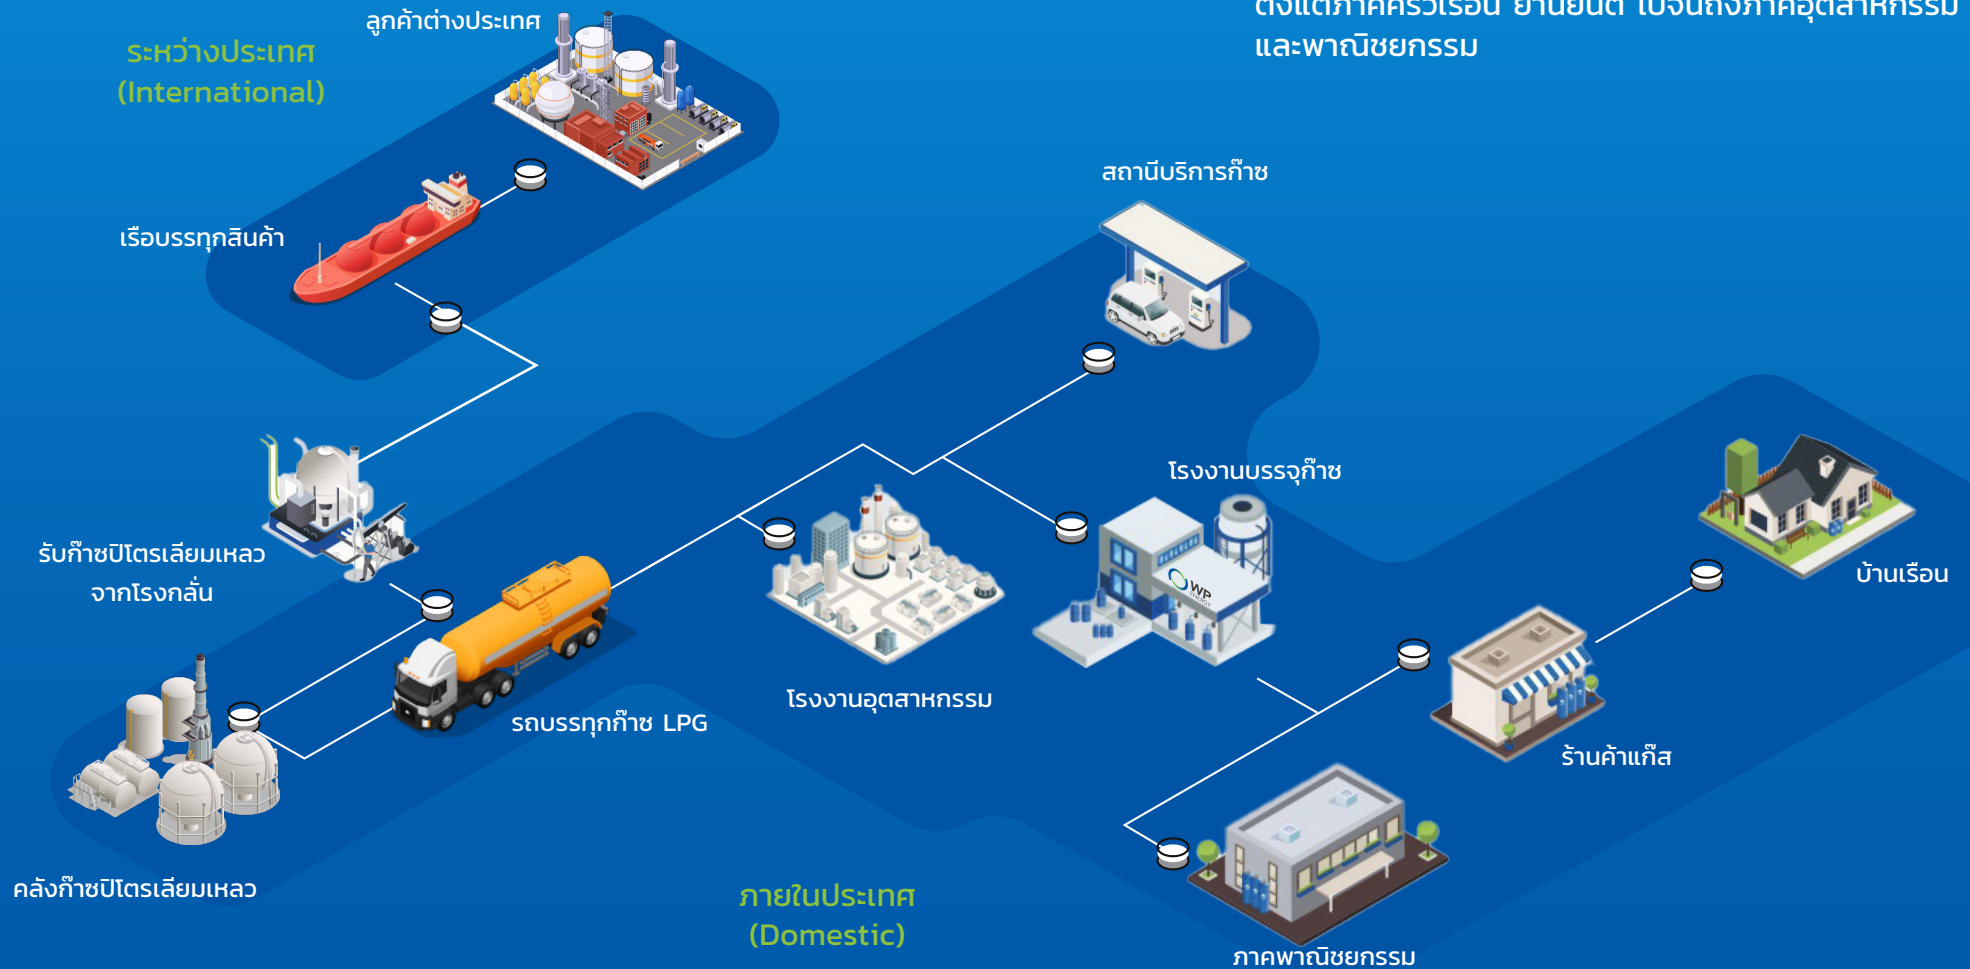 ตั้งแต่ภาคครัวเรือน ยานยนต์ ไปจนถึงภาคอุตสาหกรรม
และพาณิชยกรรม
ลูกค้าต่างประเทศ
ระหว่างประเทศ
(International)
เรือบรรทุกสินค้า
สถานีบริการก๊าซ
โรงงานบรรจุก๊าซ
WP
ENERGY
รับก๊าซปิโตรเลียมเหลว
จากโรงกลั่น
บ้านเรือน
โรงงานอุตสาหกรรม
รถบรรทุกก๊าซ LPG
ร้านค้าแก๊ส
คลังก๊าซปิโตรเลียมเหลว
ภายในประเทศ
(Domestic)
ภาคพาณิชยกรรม